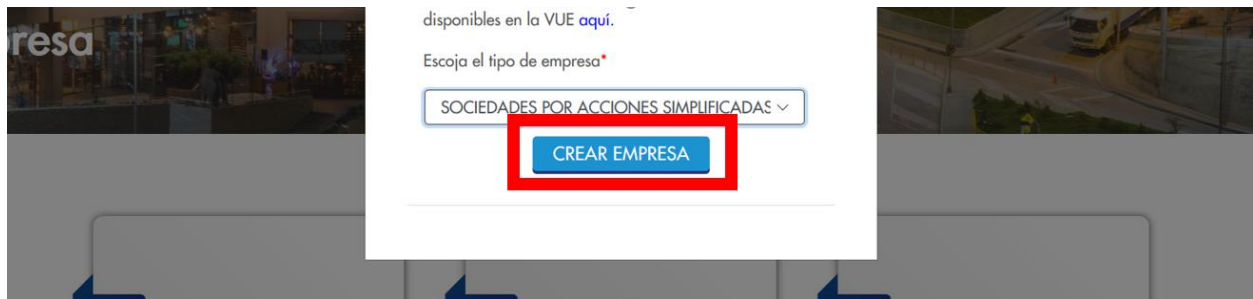 disponibles en la VUE aquí.
resa
Escoja el tipo de empresa*
SOCIEDADES POR ACCIONES SIMPLIFICADAS
CREAR EMPRESA